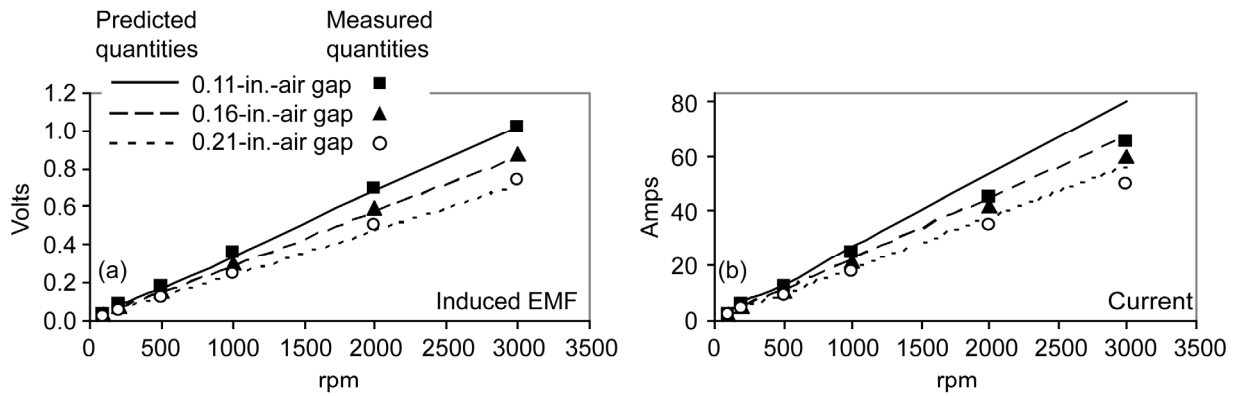 Predicted quantities
Measured quantities
0.11-in.-air gap
0.16-in.-air gap
0.21-in.-air gap
Volts
1.2
1.0
0.8
0.6
0.4
0.2
0.0
(a)
Induced EMF
0 500 1000 1500 2000 2500 3000 3500
rpm
Amps
80
60
40
20
0
(b)
Current
0 500 1000 1500 2000 2500 3000 3500
rpm